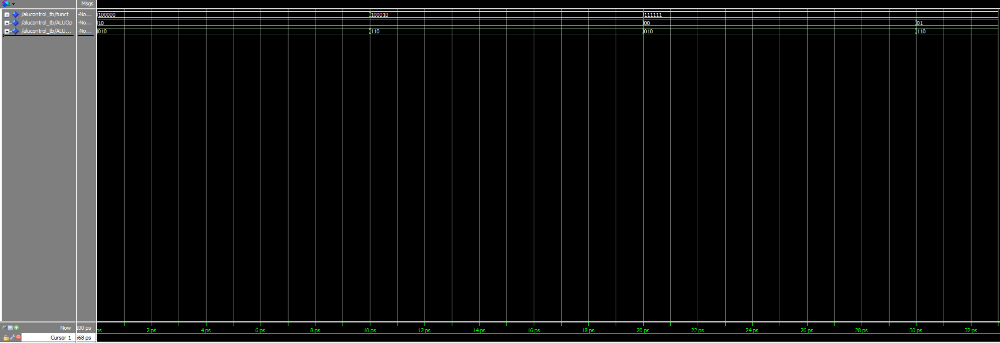 Msgs
/alucontrol_tb/funct -No... 100000 100010 111111
/alucontrol_tb/ALUOp -No... 10 00 01
/alucontrol_tb/ALU... -No... 010 110 010 110
Now 100 ps ps 2 ps 4 ps 6 ps 8 ps 10 ps 12 ps 14 ps 16 ps 18 ps 20 ps 22 ps 24 ps 26 ps 28 ps 30 ps 32 ps
Cursor 1 568 ps